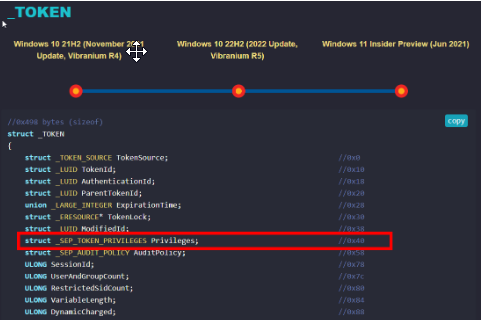 _TOKEN
Windows 10 21H2 (November 2021 Update, Vibranium R4)
Windows 10 22H2 (2022 Update, Vibranium R5)
Windows 11 Insider Preview (Jun 2021)
//0x498 bytes (sizeof)
copy
struct _TOKEN
{
struct _TOKEN_SOURCE TokenSource; //0x0
struct _LUID TokenId; //0x10
struct _LUID AuthenticationId; //0x18
struct _LUID ParentTokenId; //0x20
union _LARGE_INTEGER ExpirationTime; //0x28
struct _ERESOURCE* TokenLock; //0x30
struct _LUID ModifiedId; //0x38
struct _SEP_TOKEN_PRIVILEGES Privileges; //0x40
struct _SEP_AUDIT_POLICY AuditPolicy; //0x58
ULONG SessionId; //0x78
ULONG UserAndGroupCount; //0x7c
ULONG RestrictedSidCount; //0x80
ULONG VariableLength; //0x84
ULONG DynamicCharged; //0x88